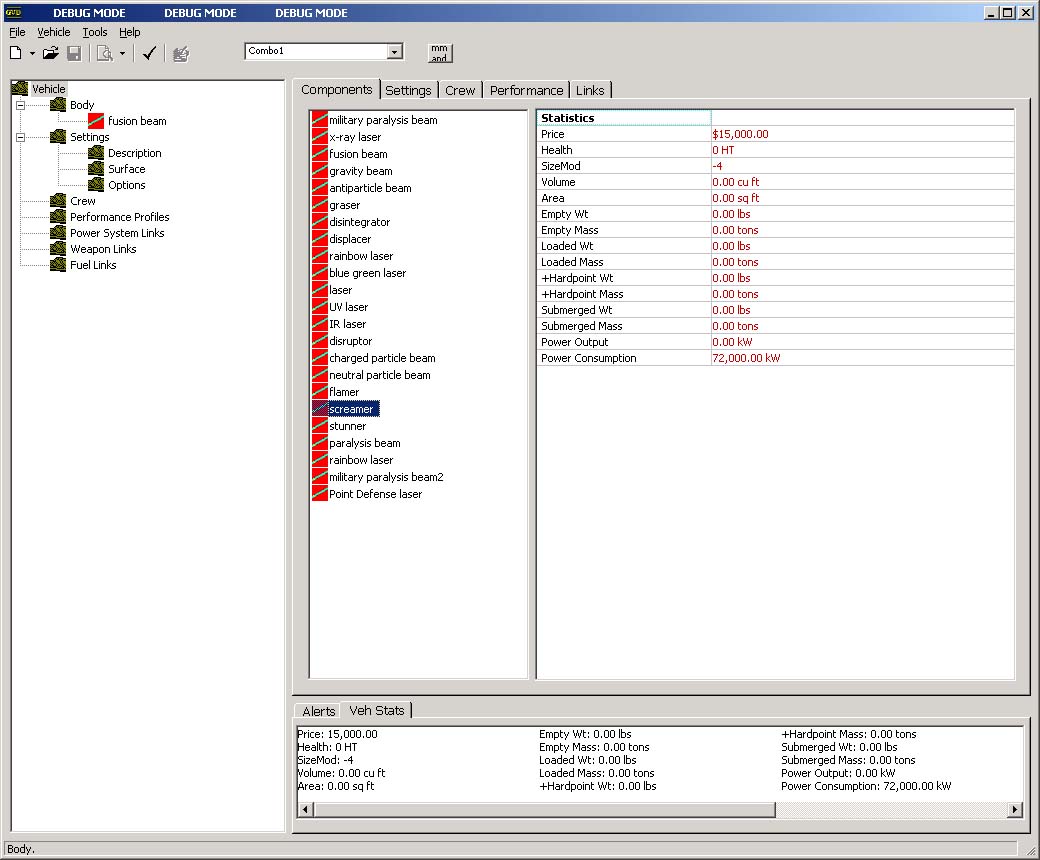 GVD DEBUG MODE DEBUG MODE DEBUG MODE
File Vehicle Tools Help
Combo1
mm
and
Vehicle
Body
fusion beam
Settings
Description
Surface
Options
Crew
Performance Profiles
Power System Links
Weapon Links
Fuel Links
Components Settings Crew Performance Links
military paralysis beam
x-ray laser
fusion beam
gravity beam
antiparticle beam
graser
disintegrator
displacer
rainbow laser
blue green laser
laser
UV laser
IR laser
disruptor
charged particle beam
neutral particle beam
flamer
screamer
stunner
paralysis beam
rainbow laser
military paralysis beam2
Point Defense laser
Statistics
Price $15,000.00
Health 0 HT
SizeMod -4
Volume 0.00 cu ft
Area 0.00 sq ft
Empty Wt 0.00 lbs
Empty Mass 0.00 tons
Loaded Wt 0.00 lbs
Loaded Mass 0.00 tons
+Hardpoint Wt 0.00 lbs
+Hardpoint Mass 0.00 tons
Submerged Wt 0.00 lbs
Submerged Mass 0.00 tons
Power Output 0.00 kW
Power Consumption 72,000.00 kW
Alerts Veh Stats
Price: 15,000.00 Empty Wt: 0.00 lbs +Hardpoint Mass: 0.00 tons
Health: 0 HT Empty Mass: 0.00 tons Submerged Wt: 0.00 lbs
SizeMod: -4 Loaded Wt: 0.00 lbs Submerged Mass: 0.00 tons
Volume: 0.00 cu ft Loaded Mass: 0.00 tons Power Output: 0.00 kW
Area: 0.00 sq ft +Hardpoint Wt: 0.00 lbs Power Consumption: 72,000.00 kW
Body.